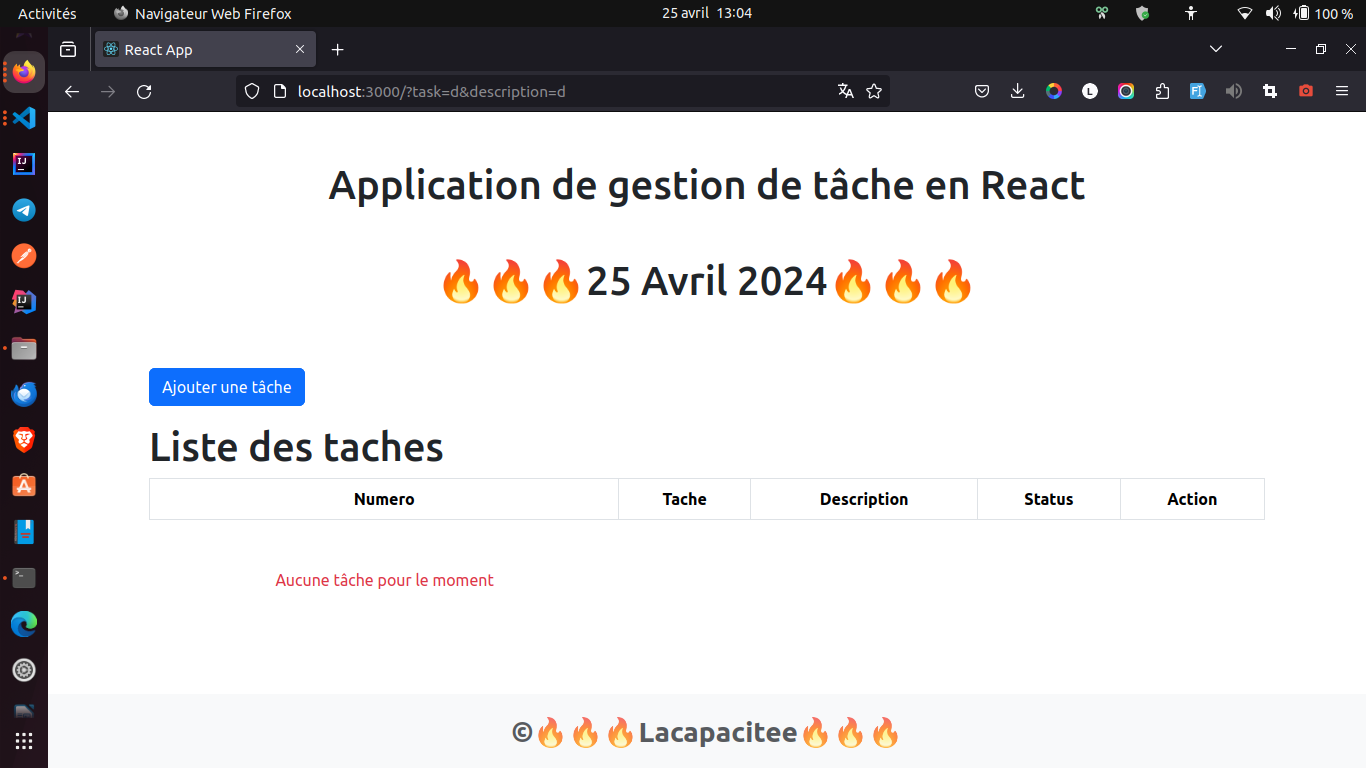 Activités Navigateur Web Firefox 25 avril 13:04 100 %
React App
localhost:3000/?task=d&description=d
Application de gestion de tâche en React
🔥🔥🔥25 Avril 2024🔥🔥🔥
Ajouter une tâche
Liste des taches
Numero Tache Description Status Action
Aucune tâche pour le moment
©🔥🔥🔥Lacapacitee🔥🔥🔥